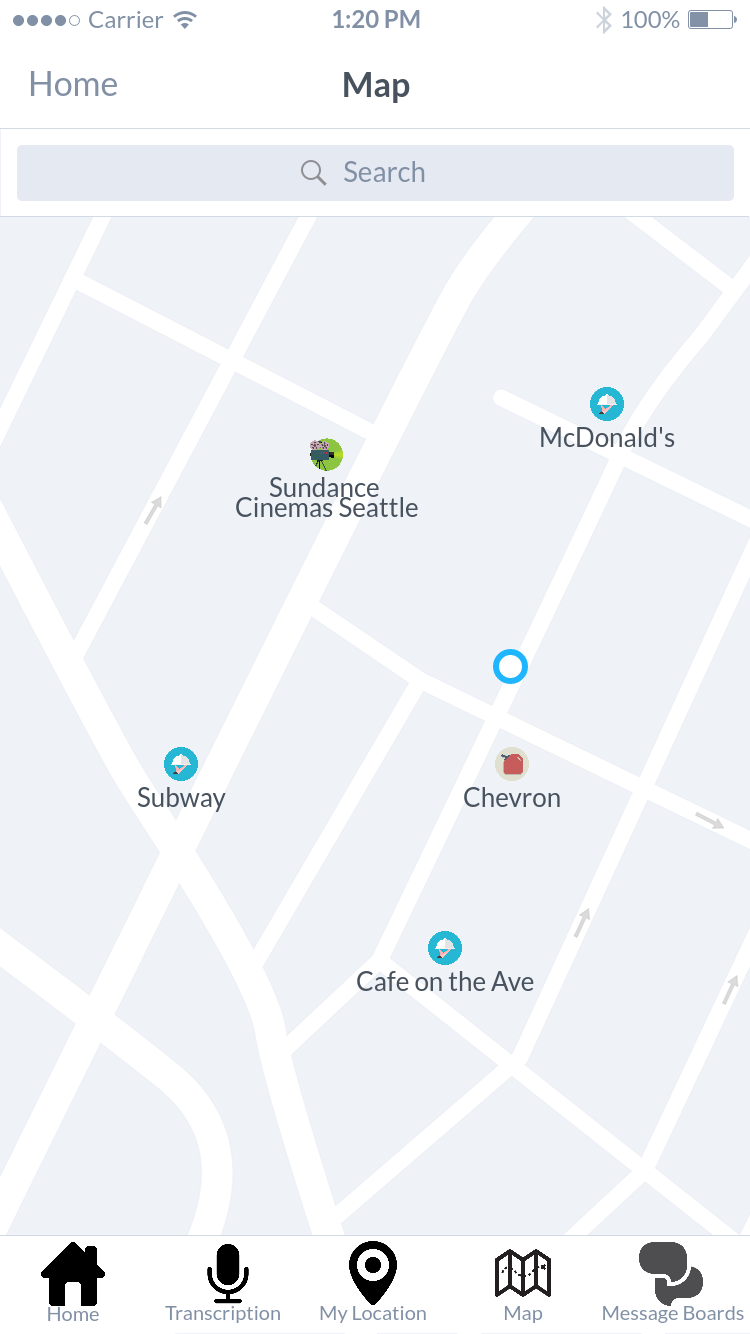 Carrier 1:20 PM 100%
Home Map
Search
McDonald's
Sundance
Cinemas Seattle
Subway
Chevron
Cafe on the Ave
Home Transcription My Location Map Message Boards